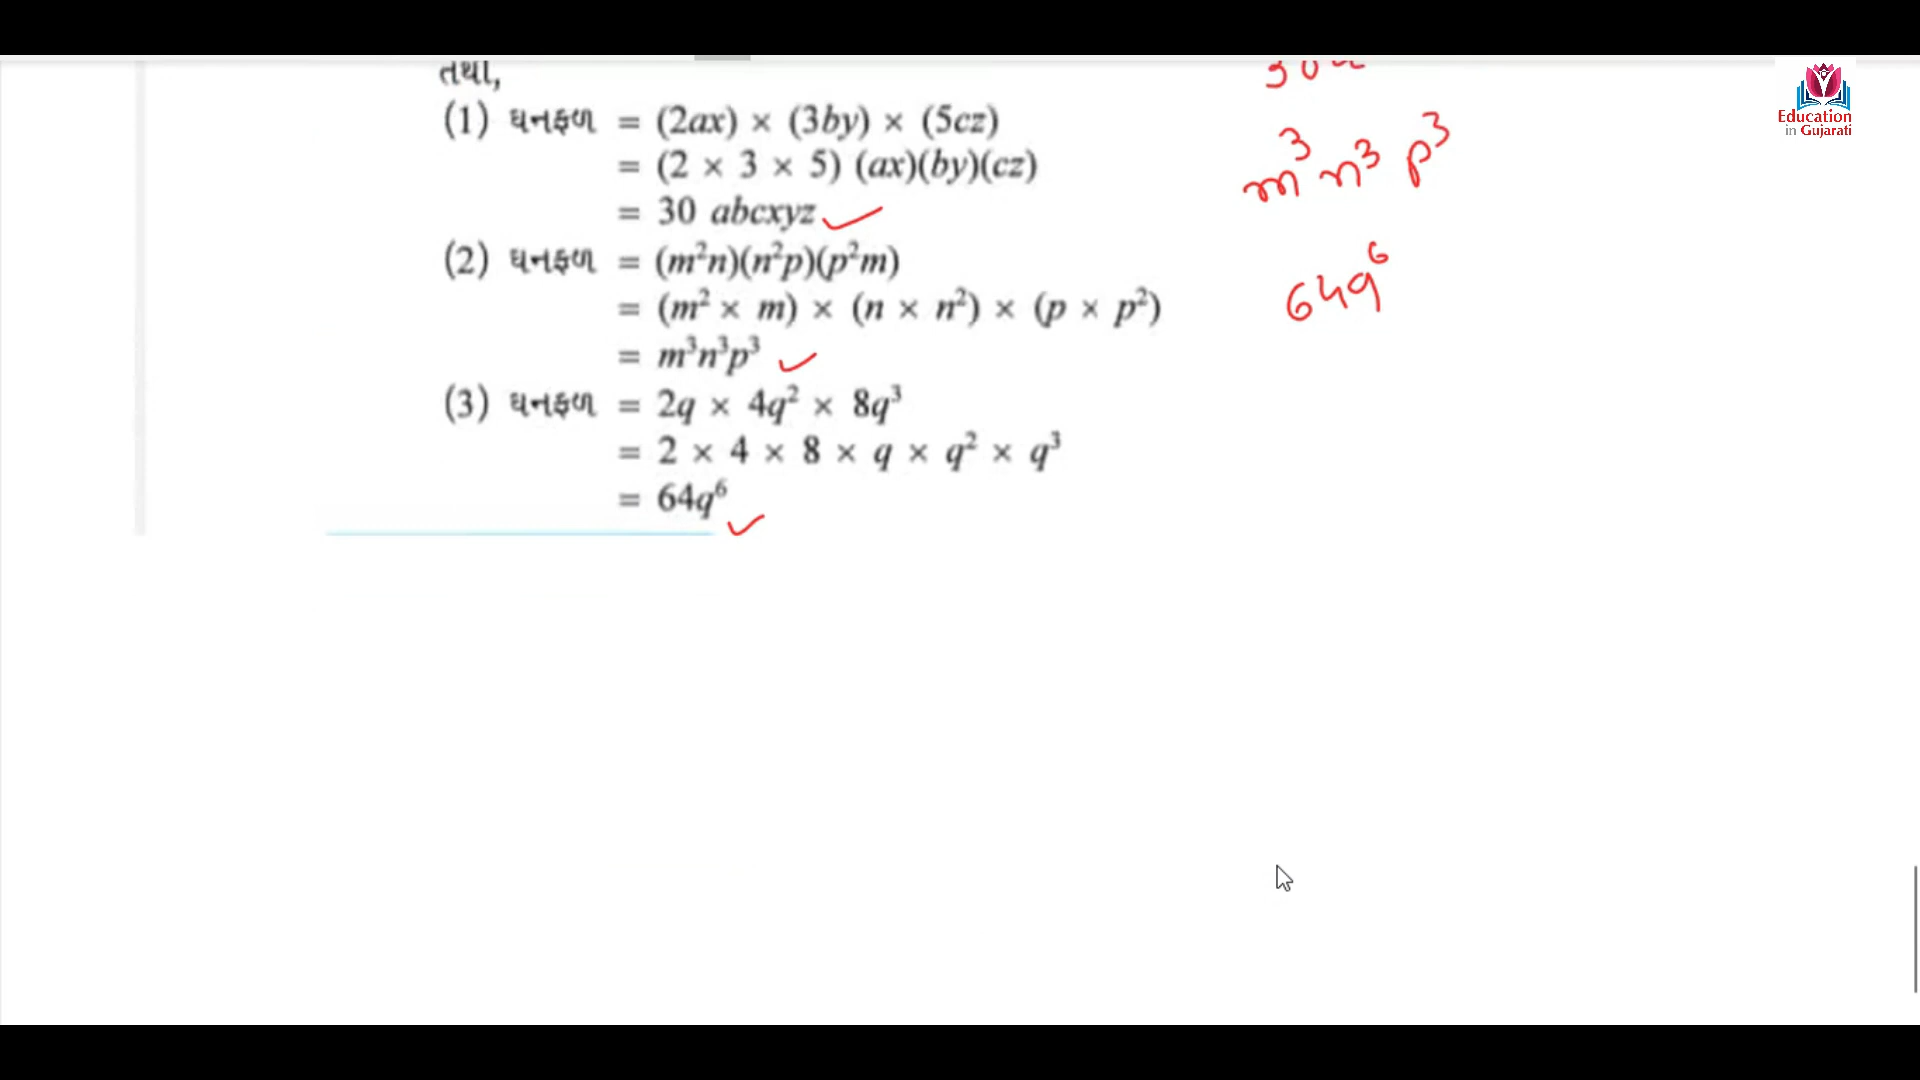 તથા,
(1) ઘનફળ = (2ax) × (3by) × (5cz)
= (2 × 3 × 5) (ax)(by)(cz)
= 30 abcxyz
(2) ઘનફળ = (m²n)(n²p)(p²m)
= (m² × m) × (n × n²) × (p × p²)
= m³n³p³
(3) ઘનફળ = 2q × 4q² × 8q³
= 2 × 4 × 8 × q × q² × q³
= 64q⁶
m³ n³ p³
64q⁶
Education
in Gujarati